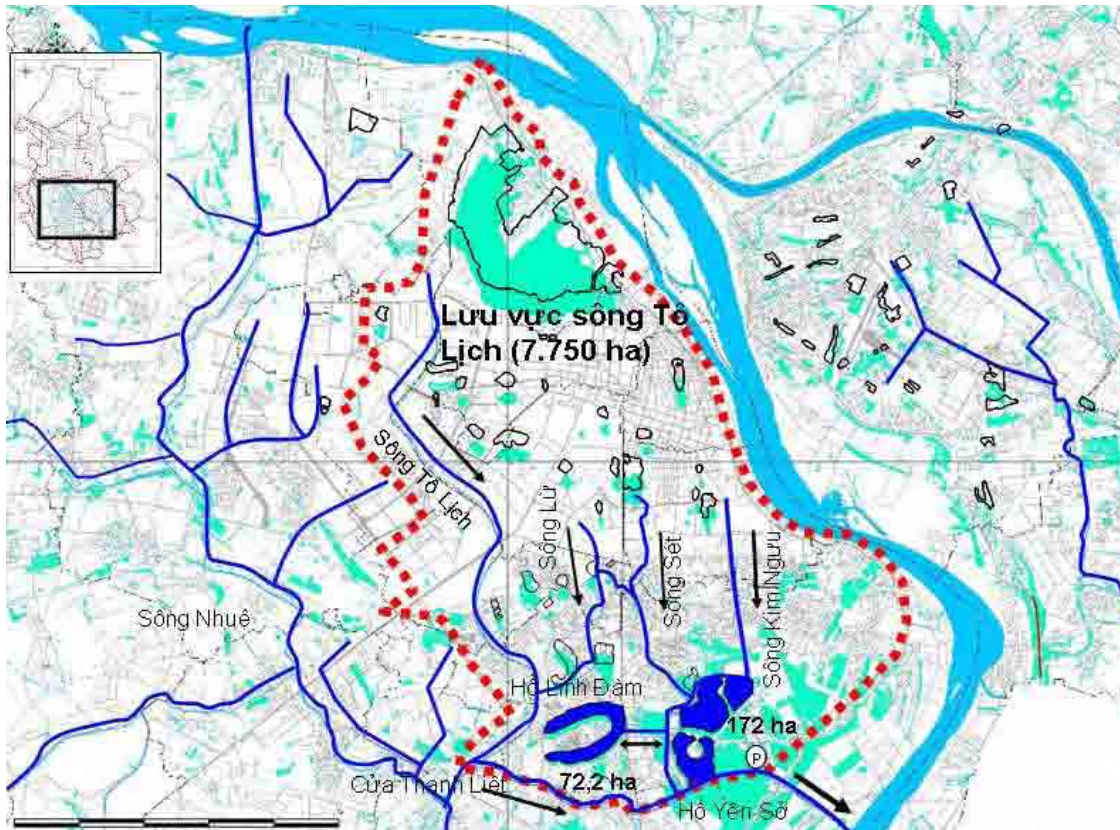 Lưu vực sông Tô
Lịch (7.750 ha)
Sông Tô Lịch
Sông Lừ
Sông Sét
Sông Kim Ngưu
Sông Nhuê
Hồ Linh Đàm
172 ha
P
Cửa Thanh Liệt
72,2 ha
Hồ Yên Sở